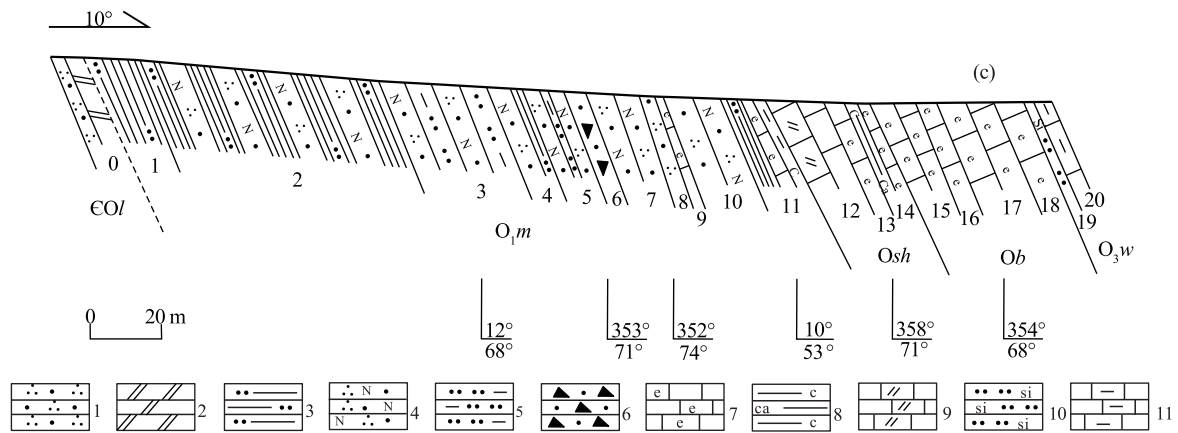 10°
(c)
0 1 2 3 4 5 6 7 8 9 10 11 12 13 14 15 16 17 18 19 20
ЄOl O₁m Osh Ob O₃w
0 20 m
12° 353° 352° 10° 358° 354°
68° 71° 74° 53° 71° 68°
1 2 3 4 5 6 7 8 9 10 11